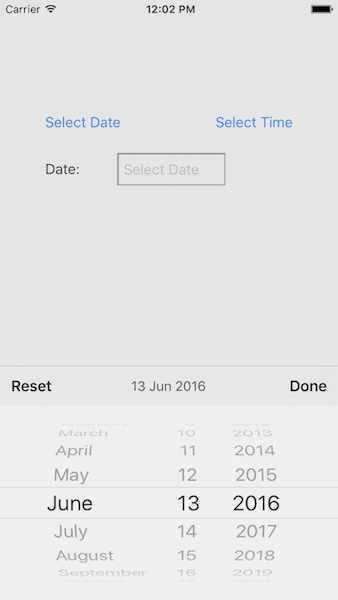 Carrier 12:02 PM
Select Date Select Time
Date: Select Date
Reset 13 Jun 2016 Done
March 10 2013
April 11 2014
May 12 2015
June 13 2016
July 14 2017
August 15 2018
September 16 2019